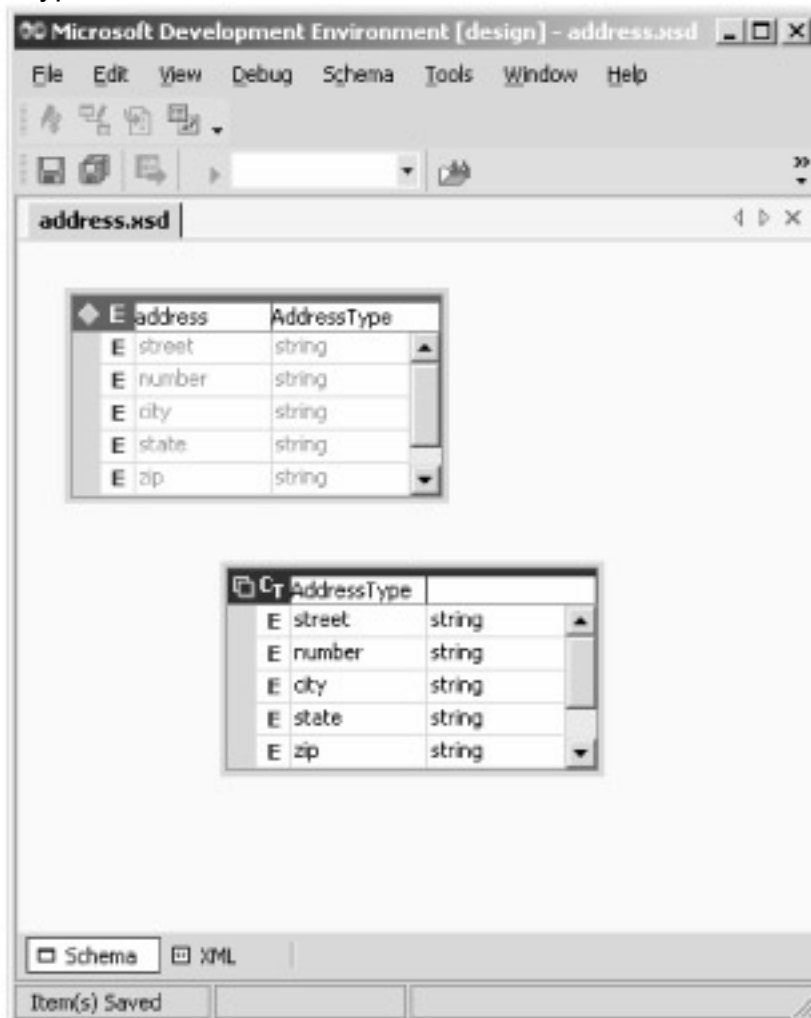 Microsoft Development Environment [design] - address.xsd
File Edit View Debug Schema Tools Window Help
address.xsd
E address AddressType
E street string
E number string
E city string
E state string
E zip string
CT AddressType
E street string
E number string
E city string
E state string
E zip string
Schema XML
Item(s) Saved